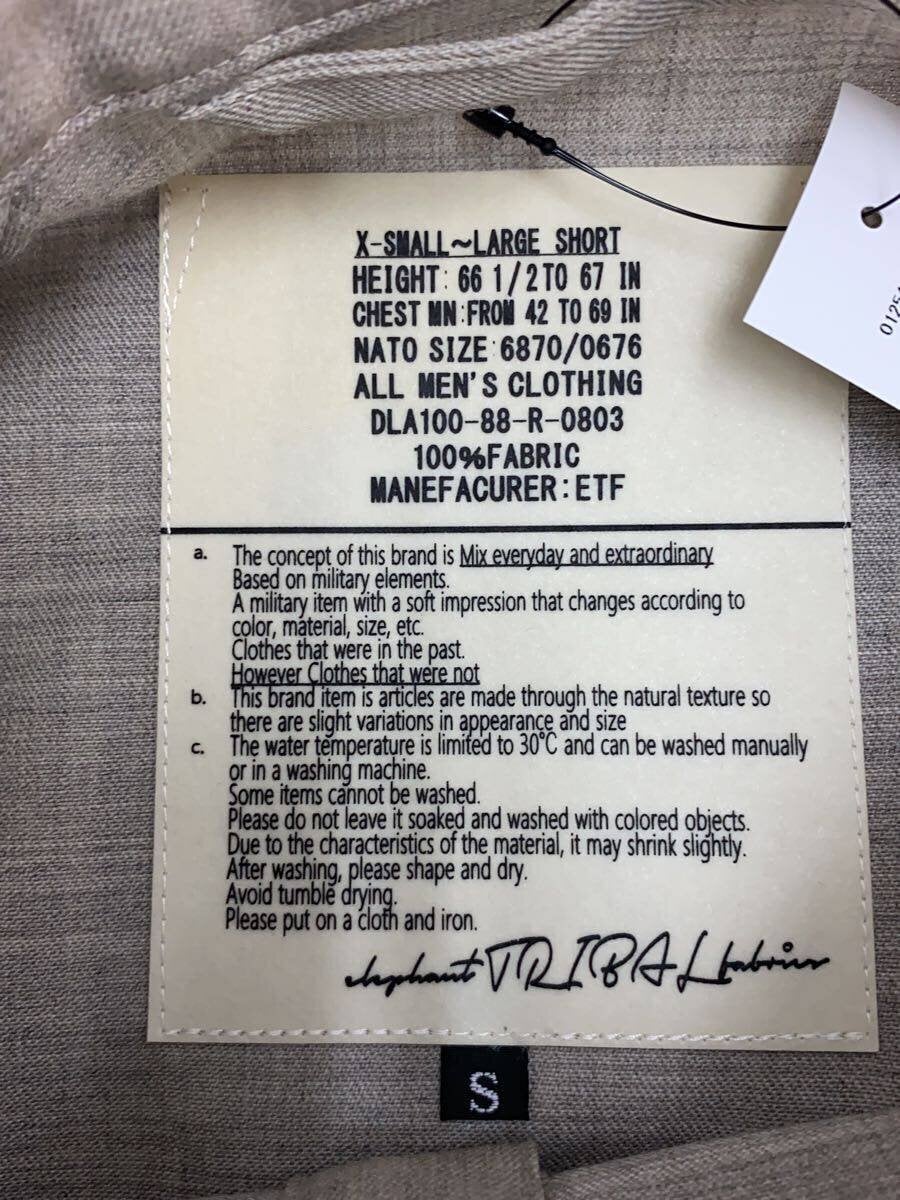 X-SMALL~LARGE SHORT
HEIGHT: 66 1/2 TO 67 IN
CHEST MN:FROM 42 TO 69 IN
NATO SIZE:6870/0676
ALL MEN'S CLOTHING
DLA100-88-R-0803
100%FABRIC
MANEFACURER:ETF
a. The concept of this brand is Mix everyday and extraordinary
Based on military elements.
A military item with a soft impression that changes according to
color, material, size, etc.
Clothes that were in the past.
However Clothes that were not
b. This brand item is articles are made through the natural texture so
there are slight variations in appearance and size
c. The water temperature is limited to 30°C and can be washed manually
or in a washing machine.
Some items cannot be washed.
Please do not leave it soaked and washed with colored objects.
Due to the characteristics of the material, it may shrink slightly.
After washing, please shape and dry.
Avoid tumble drying.
Please put on a cloth and iron.
elephant TRIBAL fabrics
S